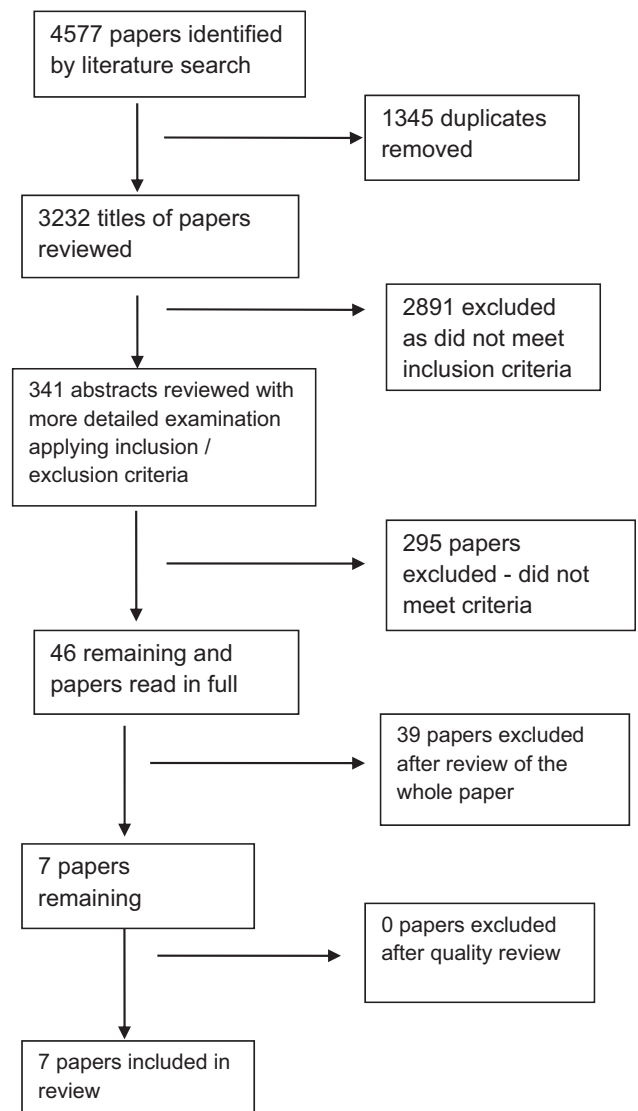 4577 papers identified
by literature search
1345 duplicates
removed
3232 titles of papers
reviewed
2891 excluded
as did not meet
inclusion criteria
341 abstracts reviewed with
more detailed examination
applying inclusion /
exclusion criteria
295 papers
excluded - did not
meet criteria
46 remaining and
papers read in full
39 papers excluded
after review of the
whole paper
7 papers
remaining
0 papers excluded
after quality review
7 papers included in
review